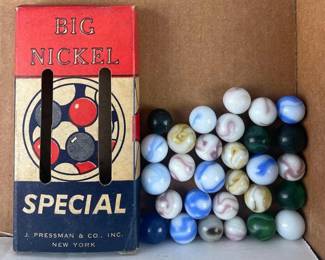 BIG
NICKEL
SPECIAL
J. PRESSMAN & CO., INC.
NEW YORK